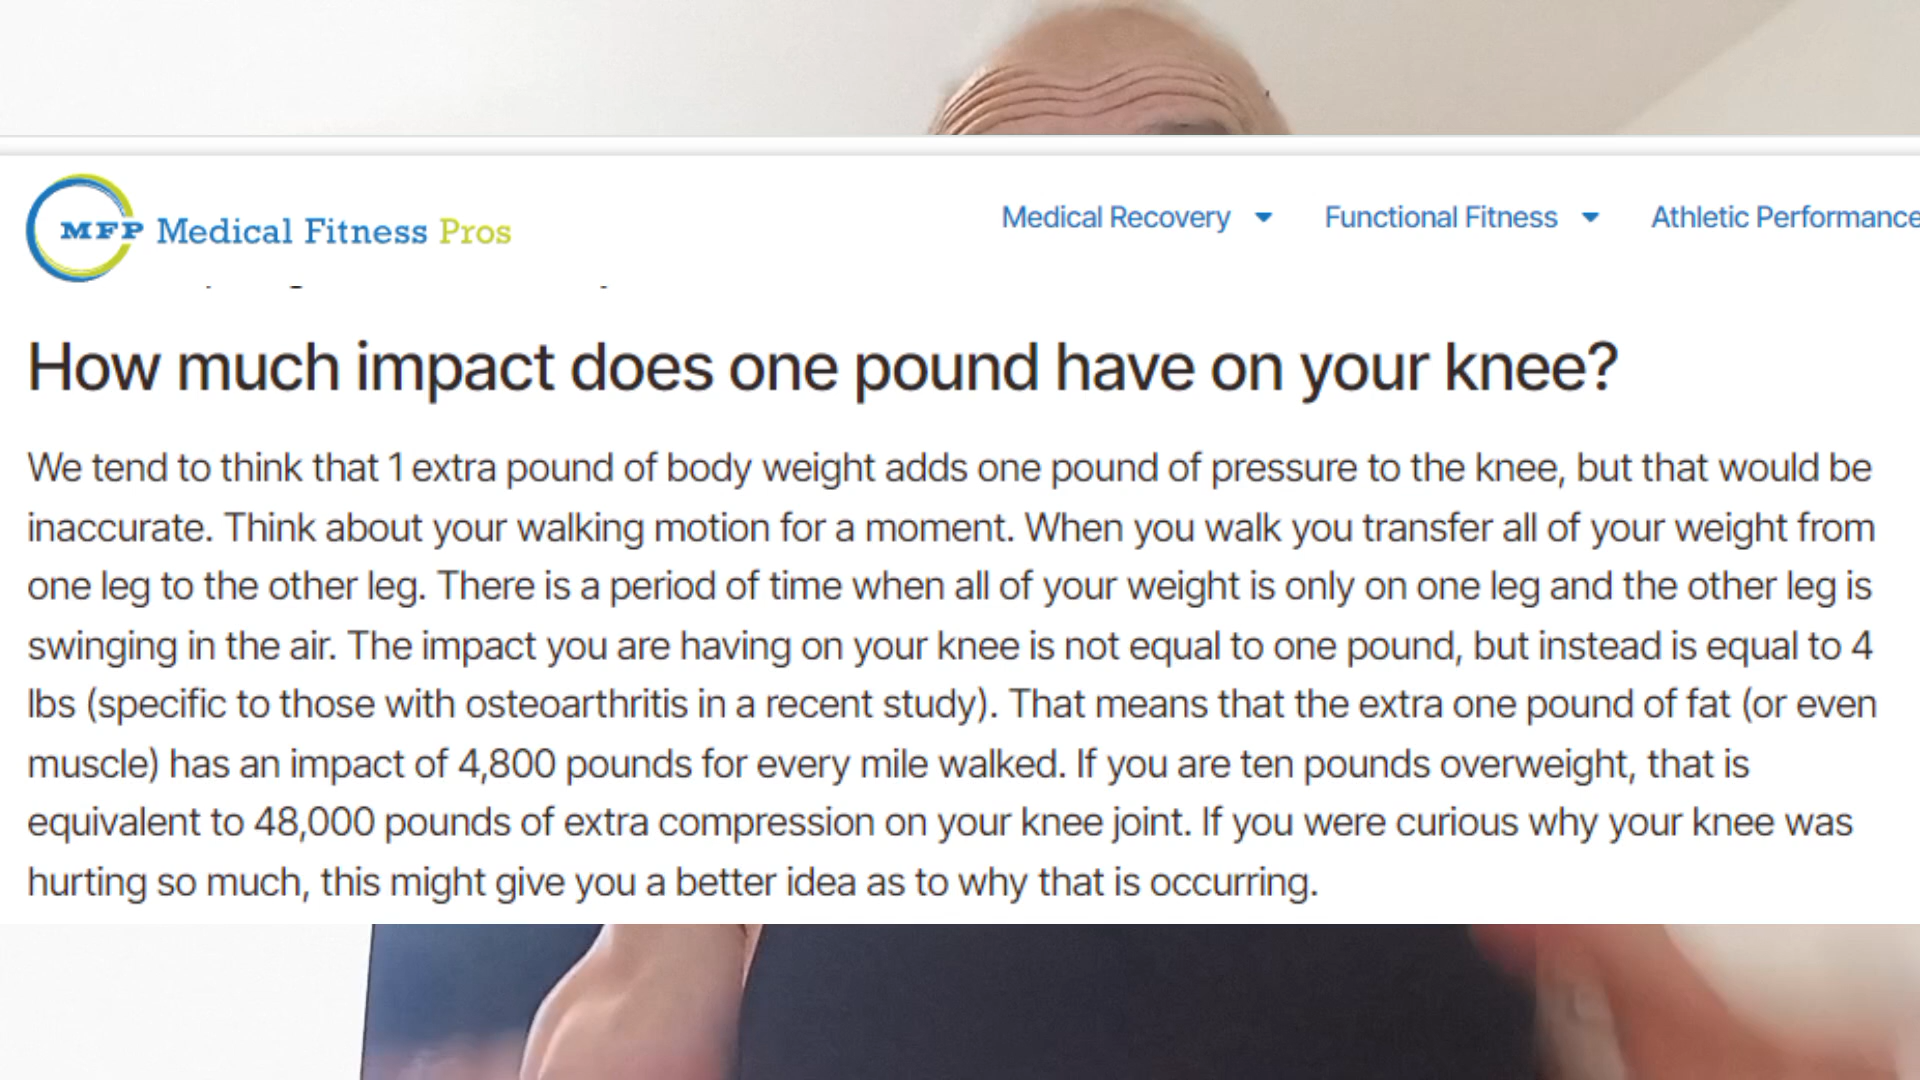 MFP Medical Fitness Pros
Medical Recovery Functional Fitness Athletic Performance
How much impact does one pound have on your knee?
We tend to think that 1 extra pound of body weight adds one pound of pressure to the knee, but that would be
inaccurate. Think about your walking motion for a moment. When you walk you transfer all of your weight from
one leg to the other leg. There is a period of time when all of your weight is only on one leg and the other leg is
swinging in the air. The impact you are having on your knee is not equal to one pound, but instead is equal to 4
lbs (specific to those with osteoarthritis in a recent study). That means that the extra one pound of fat (or even
muscle) has an impact of 4,800 pounds for every mile walked. If you are ten pounds overweight, that is
equivalent to 48,000 pounds of extra compression on your knee joint. If you were curious why your knee was
hurting so much, this might give you a better idea as to why that is occurring.